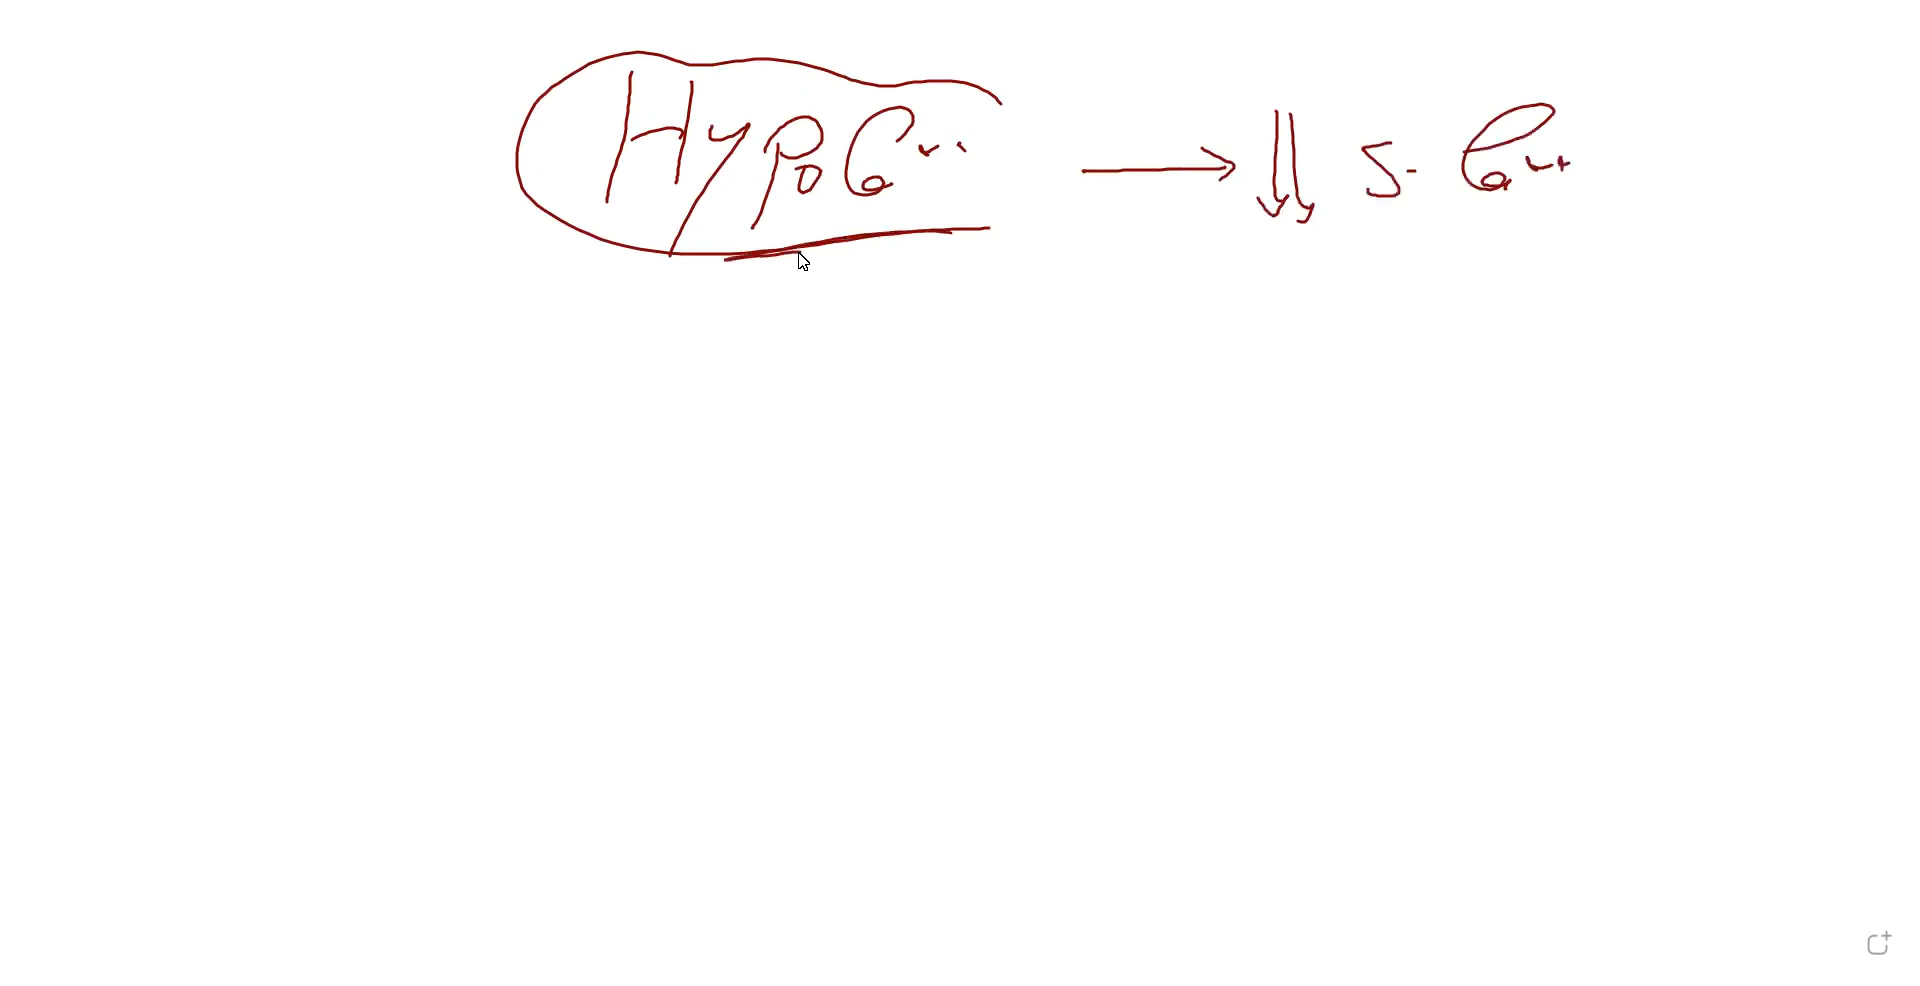 HypoCa++ → ↓↓ S. Ca++